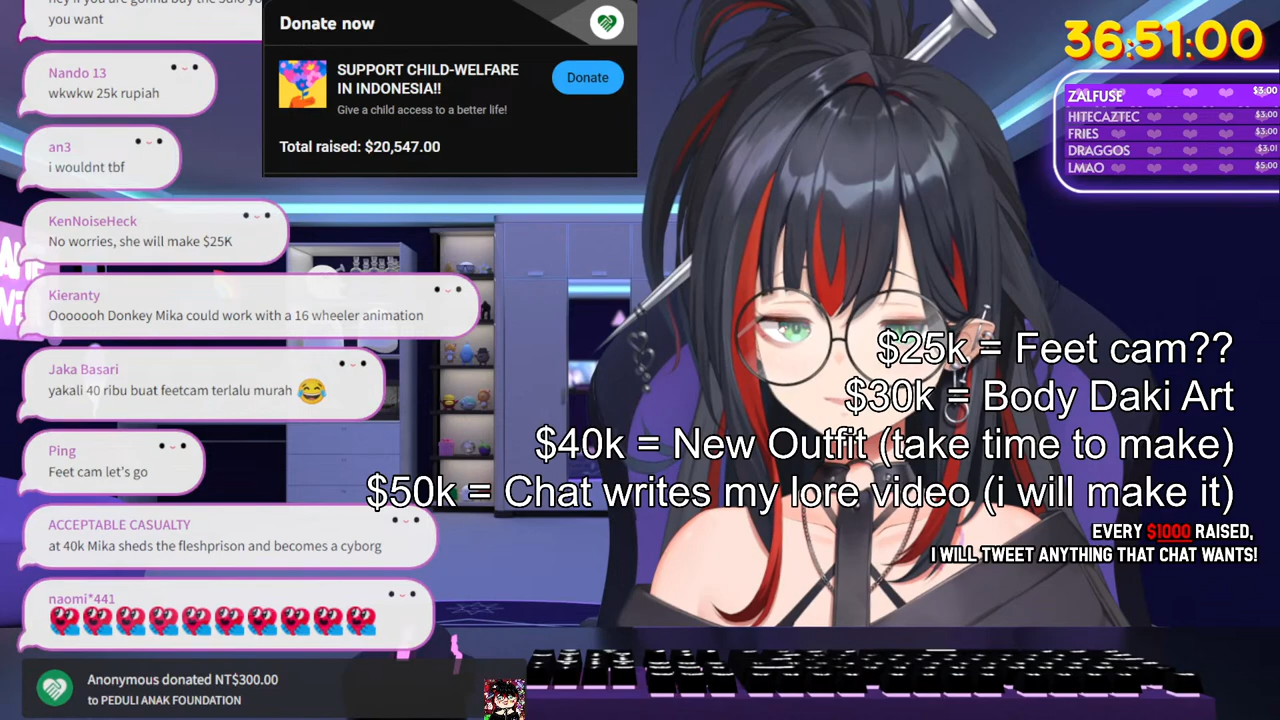 you want
Nando 13
wkwkw 25k rupiah
an3
i wouldnt tbf
KenNoiseHeck
No worries, she will make $25K
Kieranty
Ooooooh Donkey Mika could work with a 16 wheeler animation
Jaka Basari
yakali 40 ribu buat feetcam terlalu murah
Ping
Feet cam let's go
ACCEPTABLE CASUALTY
at 40k Mika sheds the fleshprison and becomes a cyborg
naomi*441
Anonymous donated NT$300.00
to PEDULI ANAK FOUNDATION
Donate now
SUPPORT CHILD-WELFARE
IN INDONESIA!!
Donate
Give a child access to a better life!
Total raised: $20,547.00
36:51:00
ZALFUSE $3.00
HITECAZTEC $3.00
FRIES $3.00
DRAGGOS $3.01
LMAO $5.00
$25k = Feet cam??
$30k = Body Daki Art
$40k = New Outfit (take time to make)
$50k = Chat writes my lore video (i will make it)
EVERY $1000 RAISED,
I WILL TWEET ANYTHING THAT CHAT WANTS!